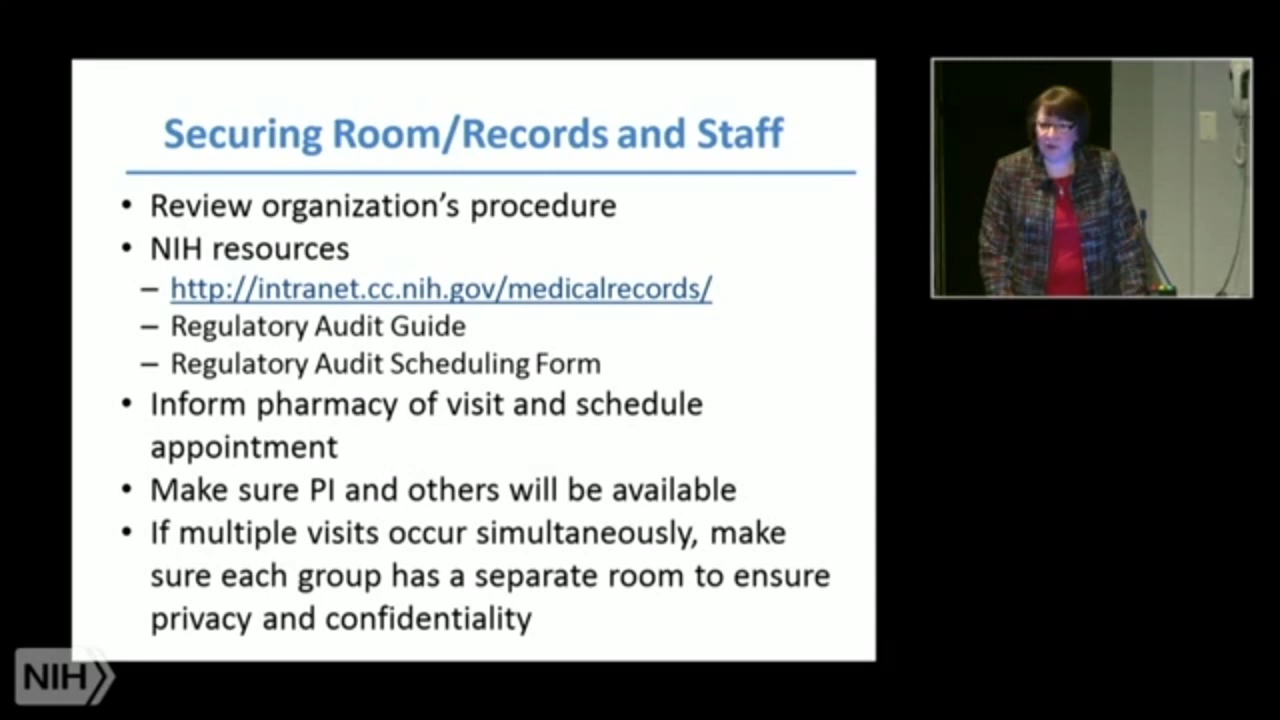 Securing Room/Records and Staff
• Review organization's procedure
• NIH resources
– http://intranet.cc.nih.gov/medicalrecords/
– Regulatory Audit Guide
– Regulatory Audit Scheduling Form
• Inform pharmacy of visit and schedule
appointment
• Make sure PI and others will be available
• If multiple visits occur simultaneously, make
sure each group has a separate room to ensure
privacy and confidentiality
NIH